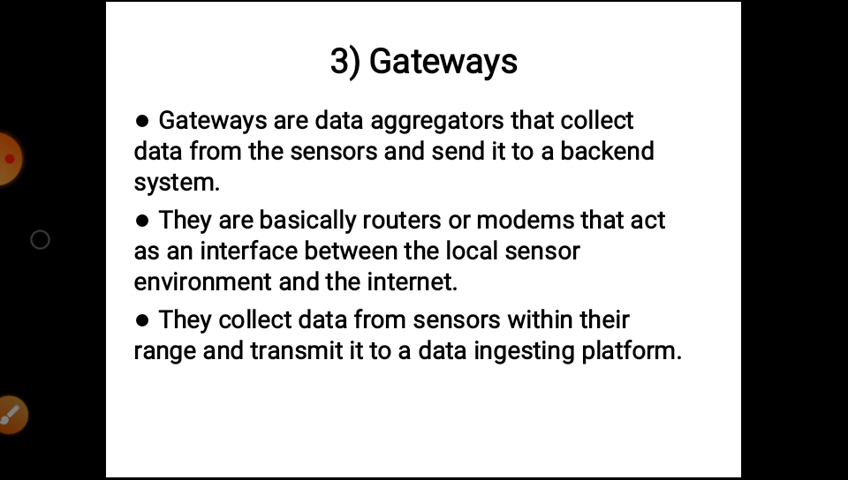 3) Gateways
● Gateways are data aggregators that collect
data from the sensors and send it to a backend
system.
● They are basically routers or modems that act
as an interface between the local sensor
environment and the internet.
● They collect data from sensors within their
range and transmit it to a data ingesting platform.